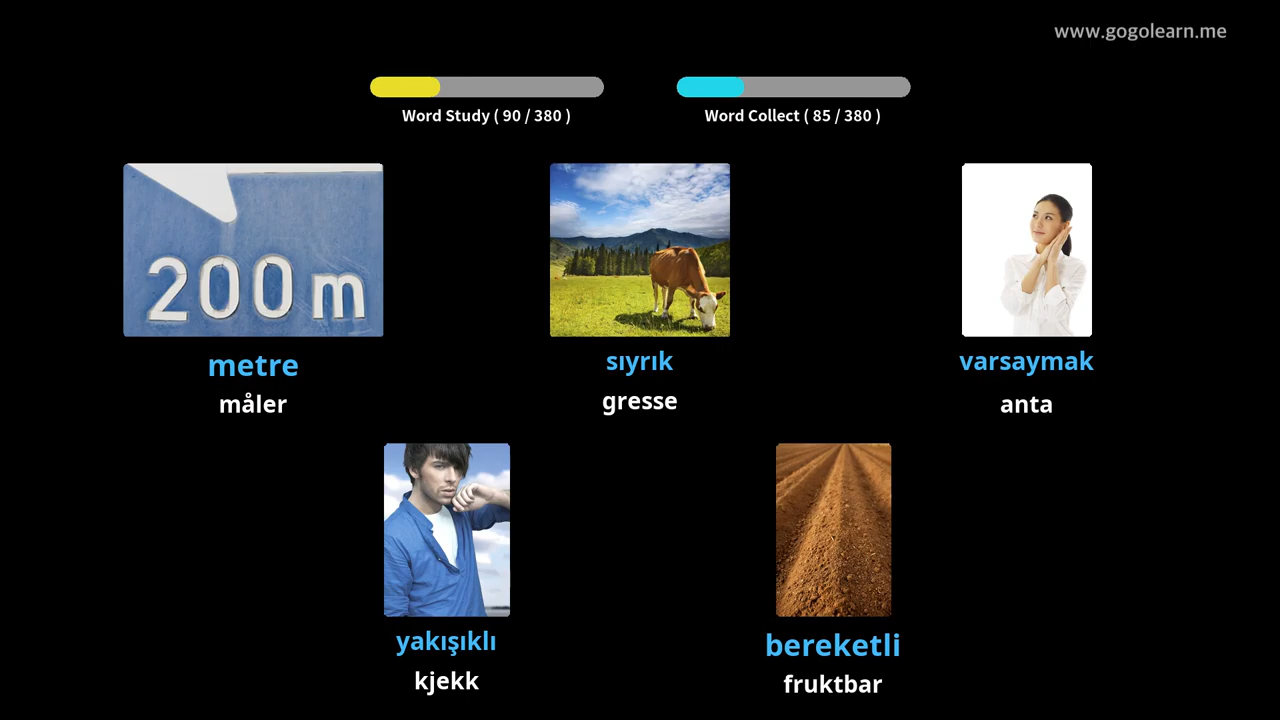 www.gogolearn.me
Word Study ( 90 / 380 )
Word Collect ( 85 / 380 )
200 m
metre
måler
sıyrık
gresse
varsaymak
anta
yakışıklı
kjekk
bereketli
fruktbar